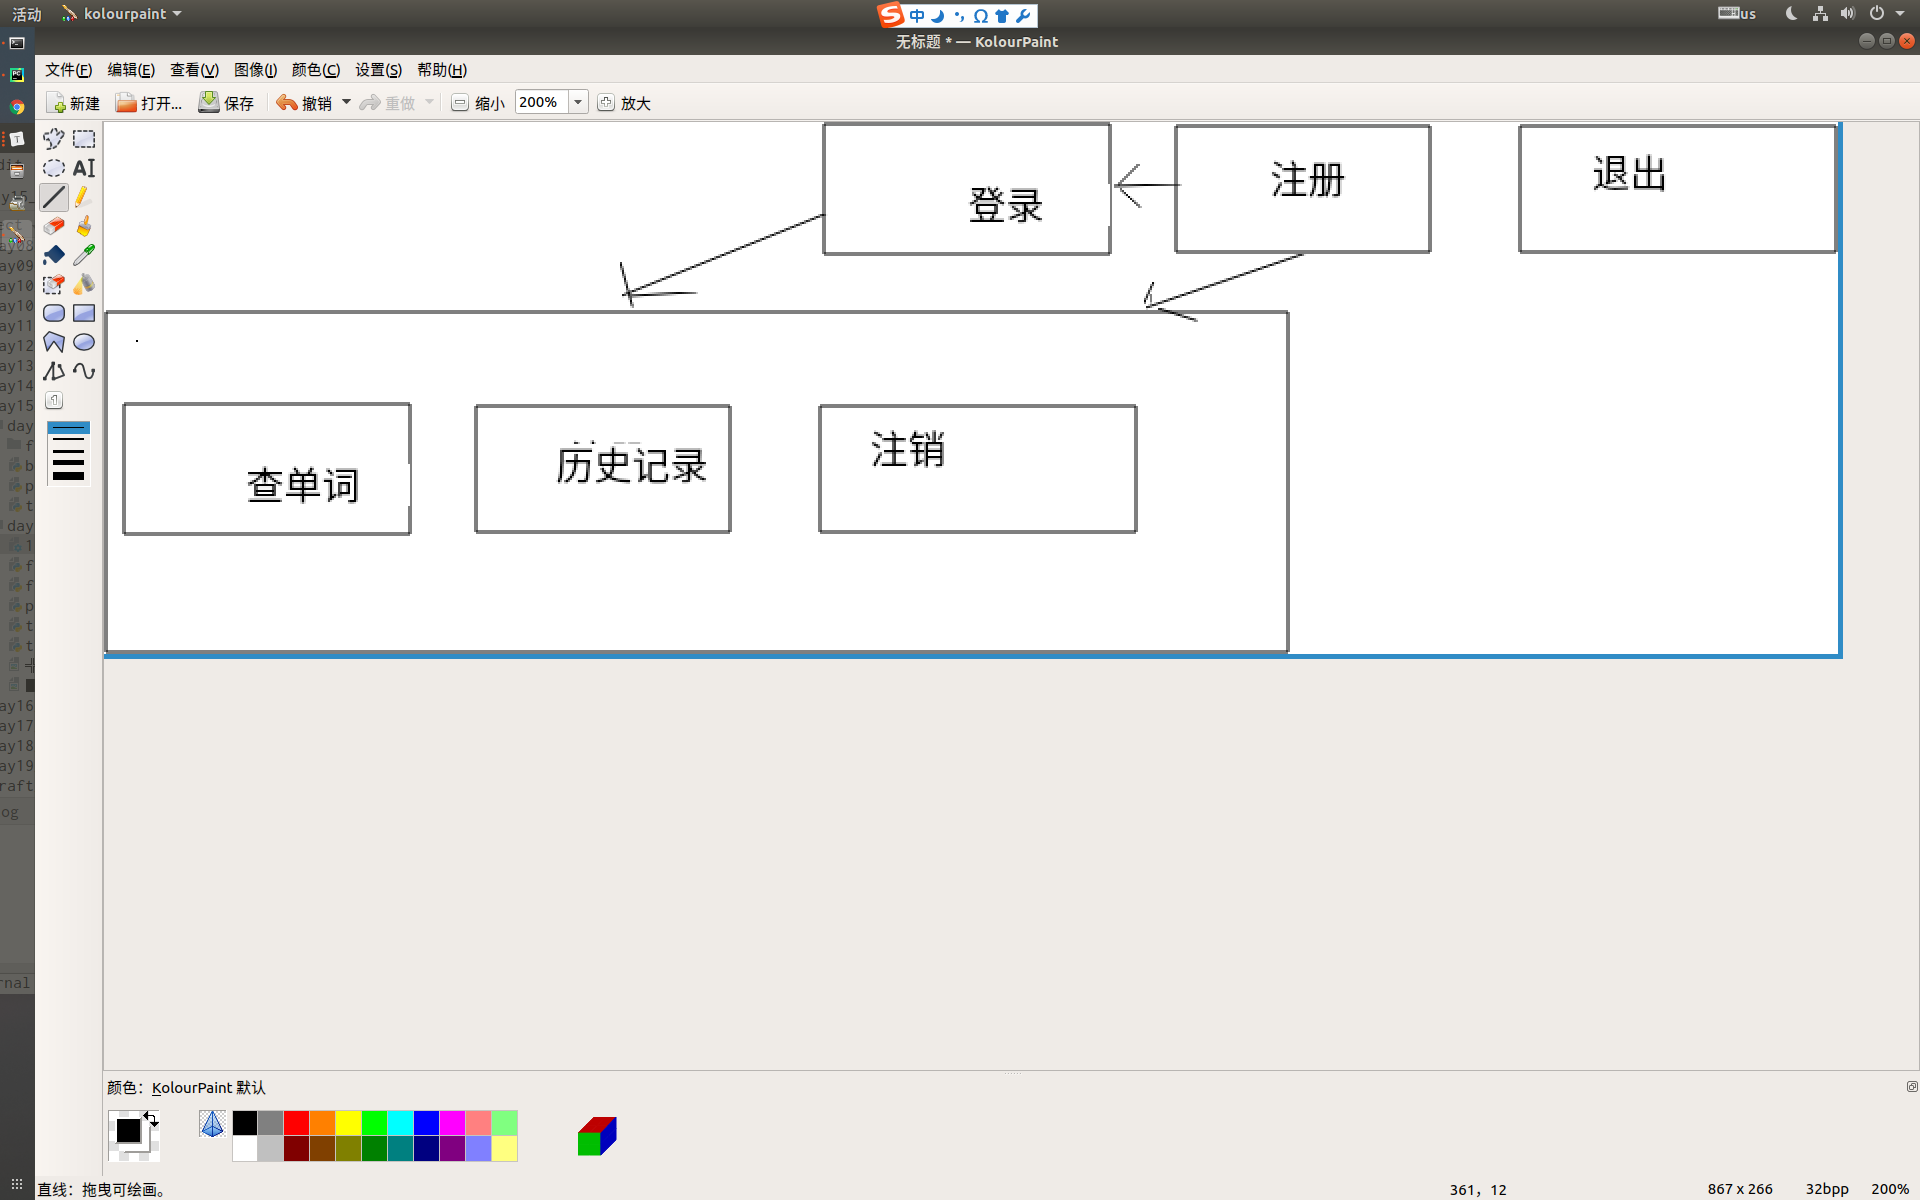 活动 kolourpaint 中 us
无标题 * — KolourPaint
文件(F) 编辑(E) 查看(V) 图像(I) 颜色(C) 设置(S) 帮助(H)
新建 打开... 保存 撤销 重做 缩小 200% 放大
登录 注册 退出
查单词 历史记录 注销
ay09
ay10
ay10
ay11
ay12
ay13
ay14
ay15
day
f
b
p
t
day
f
f
p
t
t
ay16
ay17
ay18
ay19
raft
og
rnal
颜色: KolourPaint 默认
直线: 拖曳可绘画。 361, 12 867 x 266 32bpp 200%